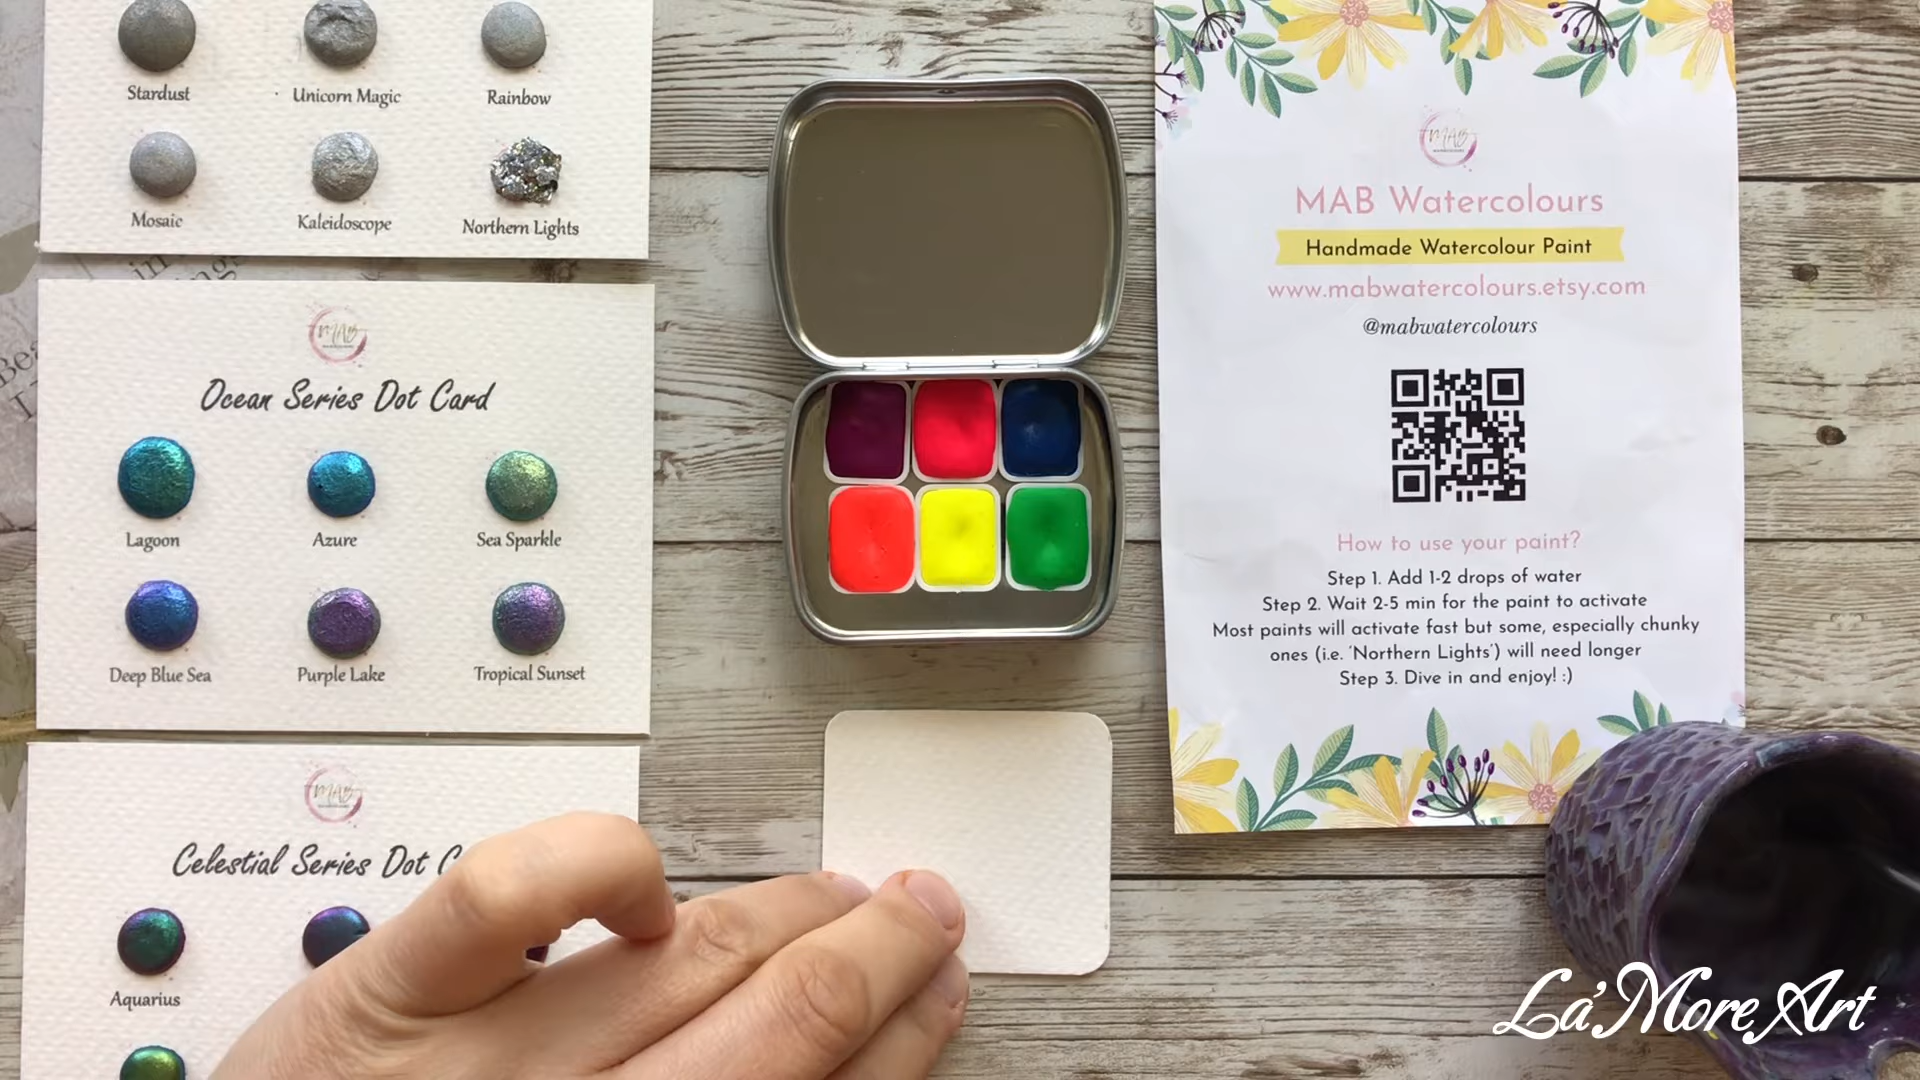 Stardust
Unicorn Magic
Rainbow
Mosaic
Kaleidoscope
Northern Lights
MAB
Ocean Series Dot Card
Lagoon
Azure
Sea Sparkle
Deep Blue Sea
Purple Lake
Tropical Sunset
MAB
Celestial Series Dot C
Aquarius
MAB
MAB Watercolours
Handmade Watercolour Paint
www.mabwatercolours.etsy.com
@mabwatercolours
How to use your paint?
Step 1. Add 1-2 drops of water
Step 2. Wait 2-5 min for the paint to activate
Most paints will activate fast but some, especially chunky
ones (i.e. 'Northern Lights') will need longer
Step 3. Dive in and enjoy! :)
La'More Art